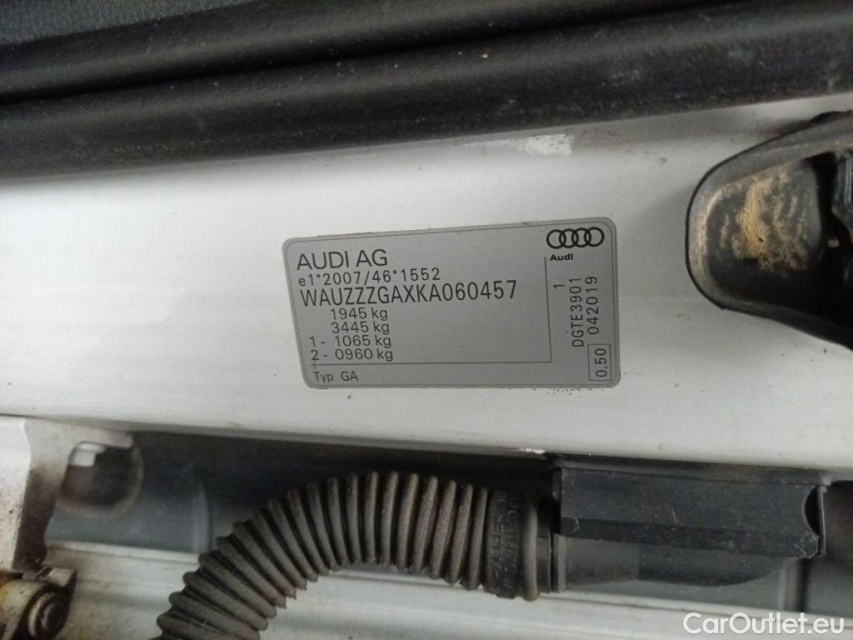 AUDI AG
Audi
e1*2007/46*1552
WAUZZZGAXKA060457
1945 kg
3445 kg
1 - 1065 kg
2 - 0960 kg
Typ GA
1
DGTE3901
042019
0.50
CarOutlet.eu